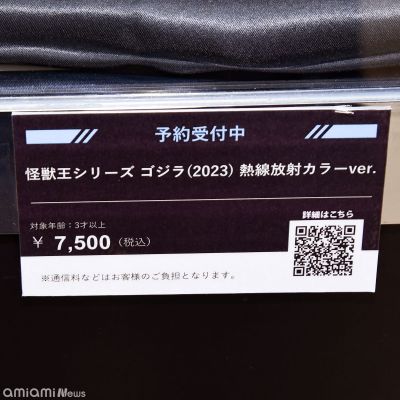 予約受付中
怪獣王シリーズ ゴジラ(2023) 熱線放射カラーver.
詳細はこちら
対象年齢：3才以上
¥ 7,500（税込）
※通信料などはお客様のご負担となります。
amiami News